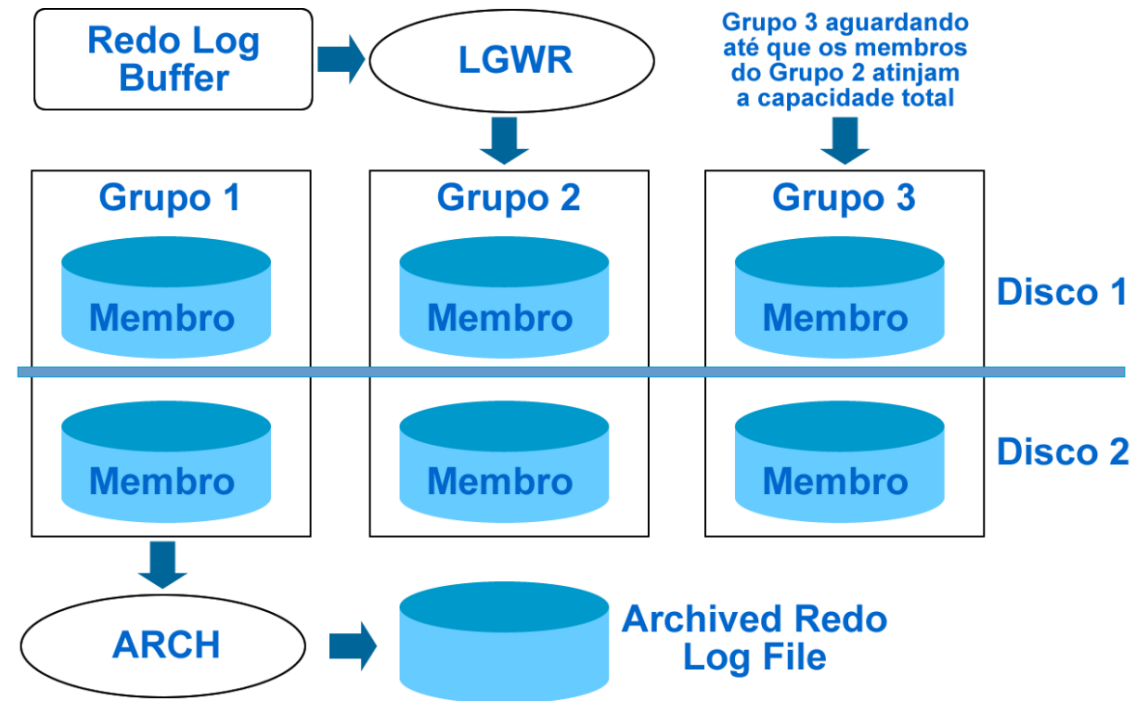 Redo Log
Buffer
LGWR
Grupo 3 aguardando
até que os membros
do Grupo 2 atinjam
a capacidade total
Grupo 1
Grupo 2
Grupo 3
Membro
Membro
Membro
Disco 1
Membro
Membro
Membro
Disco 2
ARCH
Archived Redo
Log File